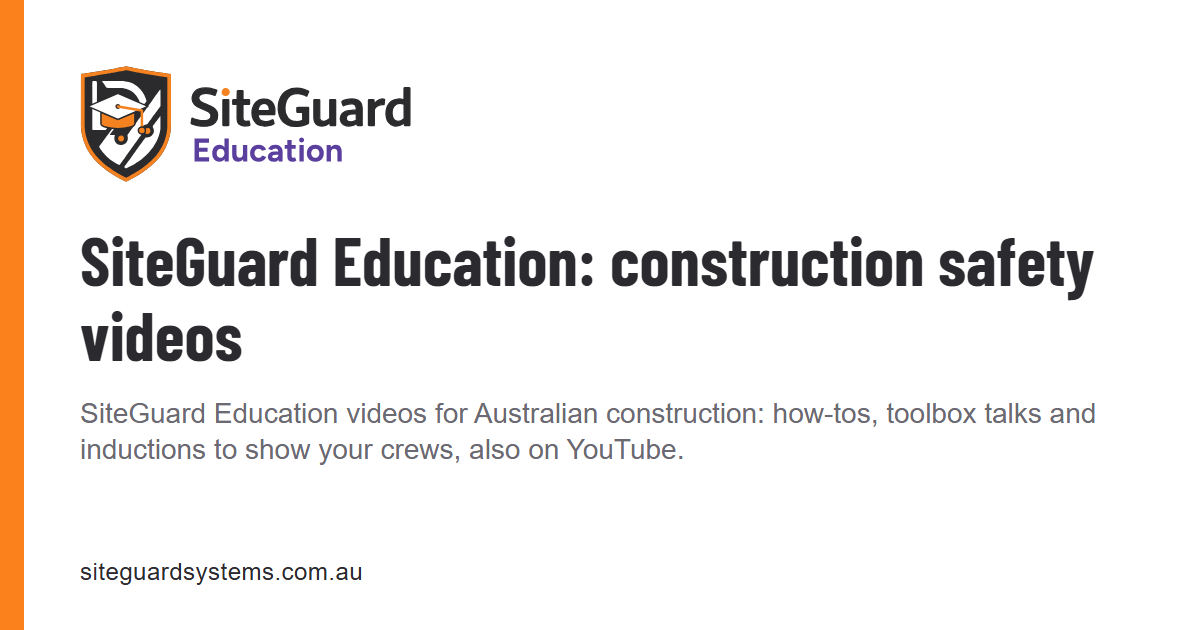 SiteGuard
Education
SiteGuard Education: construction safety
videos
SiteGuard Education videos for Australian construction: how-tos, toolbox talks and
inductions to show your crews, also on YouTube.
siteguardsystems.com.au